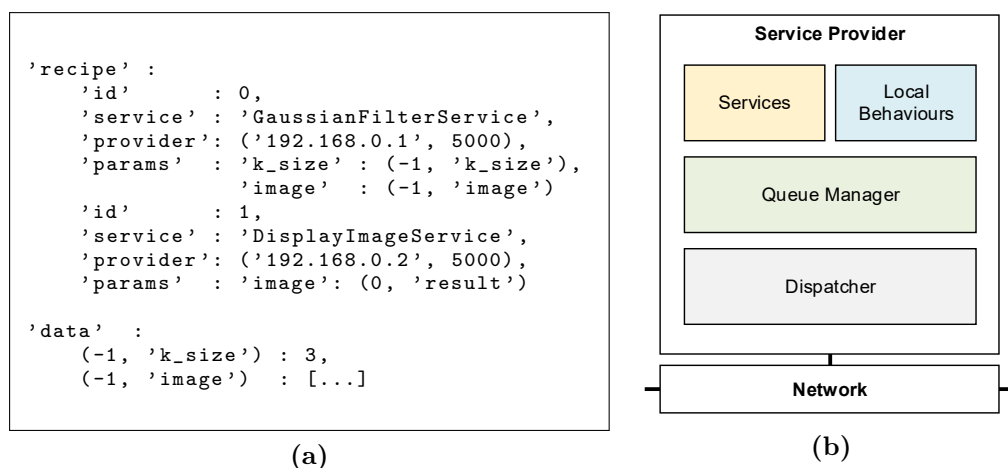 'recipe' :
    'id'      : 0,
    'service' : 'GaussianFilterService',
    'provider': ('192.168.0.1', 5000),
    'params'  : 'k_size' : (-1, 'k_size'),
                'image'  : (-1, 'image')
    'id'      : 1,
    'service' : 'DisplayImageService',
    'provider': ('192.168.0.2', 5000),
    'params'  : 'image': (0, 'result')
'data'  :
    (-1, 'k_size') : 3,
    (-1, 'image')  : [...]
(a)
Service Provider
Services
Local
Behaviours
Queue Manager
Dispatcher
Network
(b)